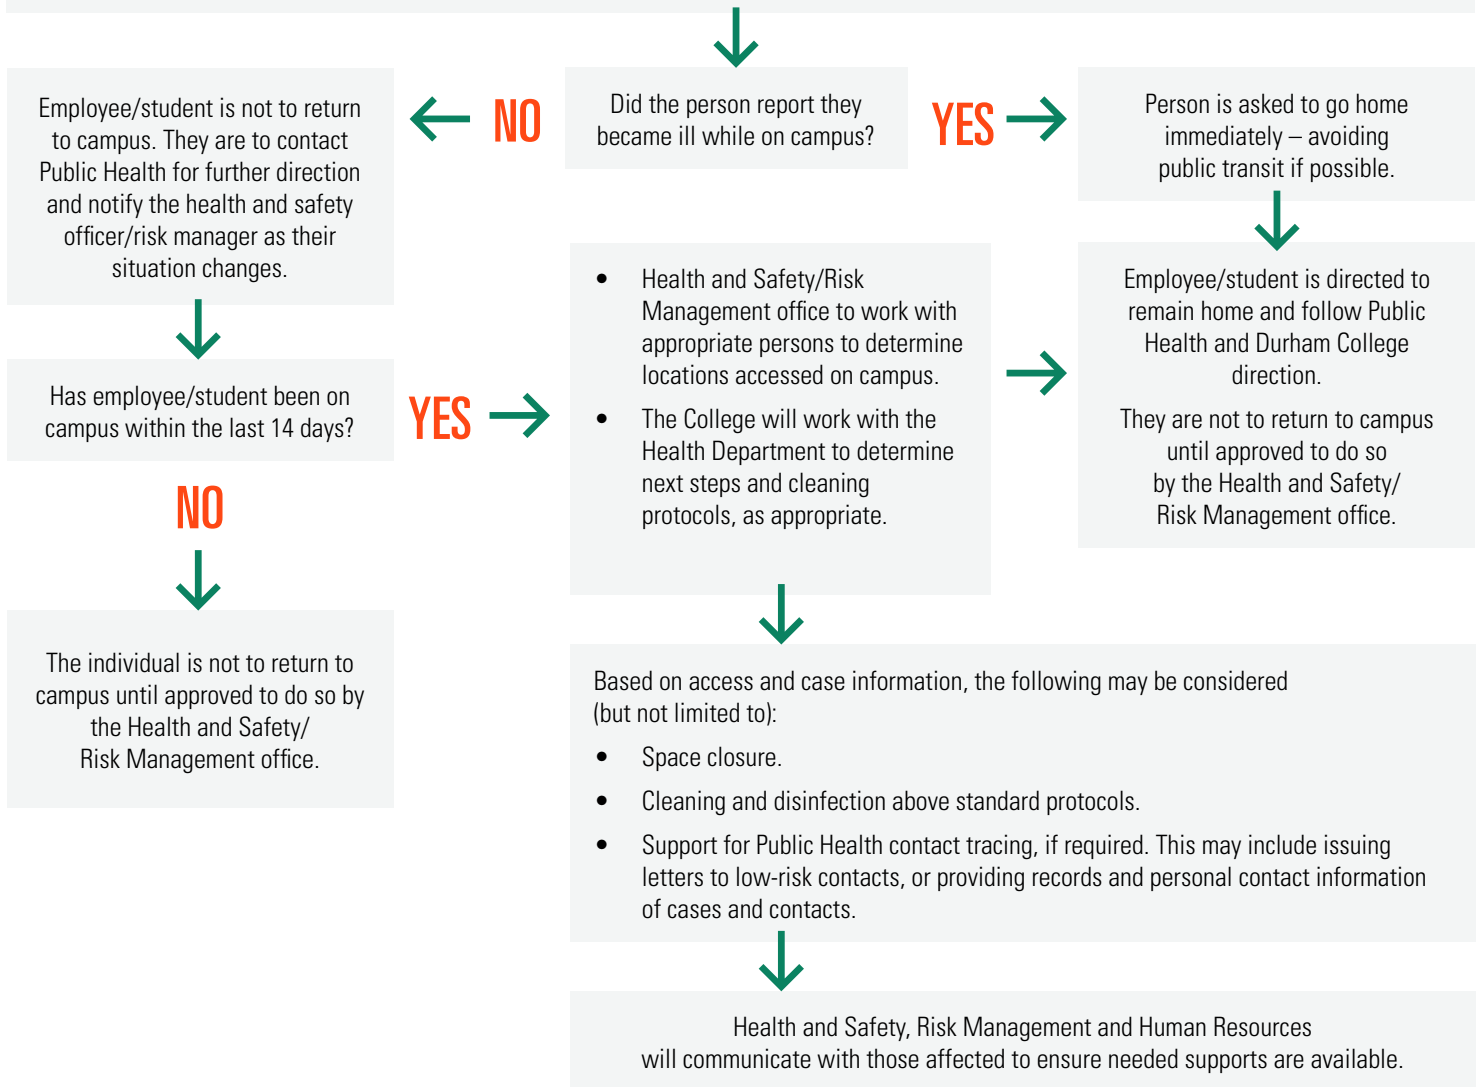 Did the person report they
became ill while on campus?
NO
YES
Employee/student is not to return
to campus. They are to contact
Public Health for further direction
and notify the health and safety
officer/risk manager as their
situation changes.
Person is asked to go home
immediately – avoiding
public transit if possible.
Has employee/student been on
campus within the last 14 days?
YES
NO
• Health and Safety/Risk
Management office to work with
appropriate persons to determine
locations accessed on campus.
• The College will work with the
Health Department to determine
next steps and cleaning
protocols, as appropriate.
Employee/student is directed to
remain home and follow Public
Health and Durham College
direction.
They are not to return to campus
until approved to do so
by the Health and Safety/
Risk Management office.
The individual is not to return to
campus until approved to do so by
the Health and Safety/
Risk Management office.
Based on access and case information, the following may be considered
(but not limited to):
• Space closure.
• Cleaning and disinfection above standard protocols.
• Support for Public Health contact tracing, if required. This may include issuing
letters to low-risk contacts, or providing records and personal contact information
of cases and contacts.
Health and Safety, Risk Management and Human Resources
will communicate with those affected to ensure needed supports are available.